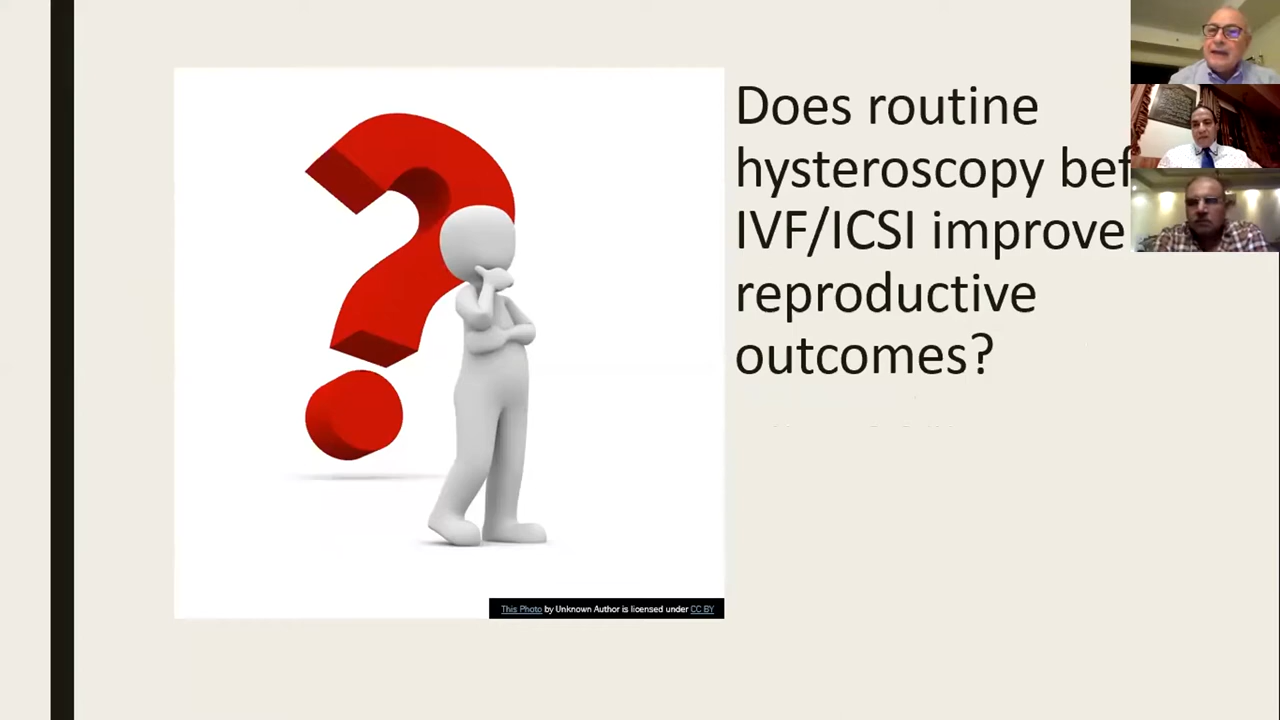 Does routine
hysteroscopy bef
IVF/ICSI improve
reproductive
outcomes?
This Photo by Unknown Author is licensed under CC BY